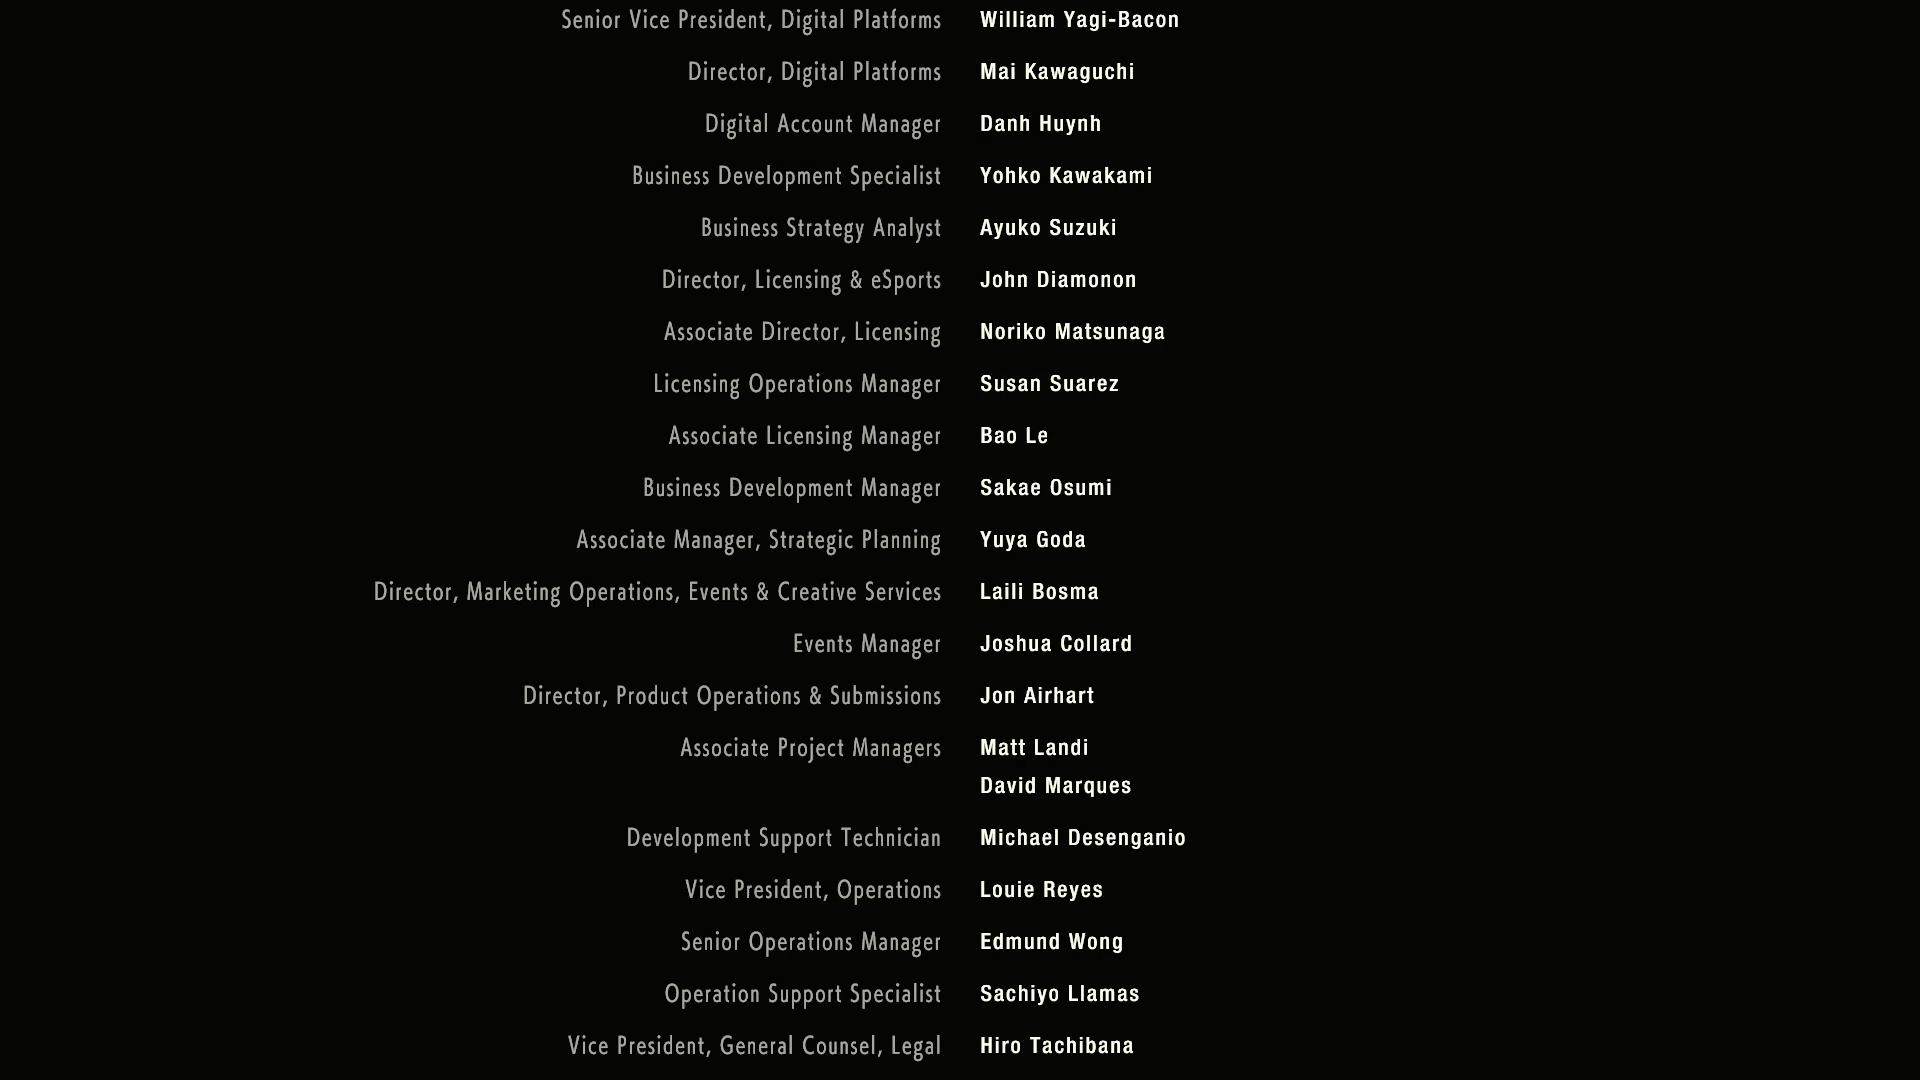 Senior Vice President, Digital Platforms William Yagi-Bacon
Director, Digital Platforms Mai Kawaguchi
Digital Account Manager Danh Huynh
Business Development Specialist Yohko Kawakami
Business Strategy Analyst Ayuko Suzuki
Director, Licensing & eSports John Diamonon
Associate Director, Licensing Noriko Matsunaga
Licensing Operations Manager Susan Suarez
Associate Licensing Manager Bao Le
Business Development Manager Sakae Osumi
Associate Manager, Strategic Planning Yuya Goda
Director, Marketing Operations, Events & Creative Services Laili Bosma
Events Manager Joshua Collard
Director, Product Operations & Submissions Jon Airhart
Associate Project Managers Matt Landi
David Marques
Development Support Technician Michael Desenganio
Vice President, Operations Louie Reyes
Senior Operations Manager Edmund Wong
Operation Support Specialist Sachiyo Llamas
Vice President, General Counsel, Legal Hiro Tachibana